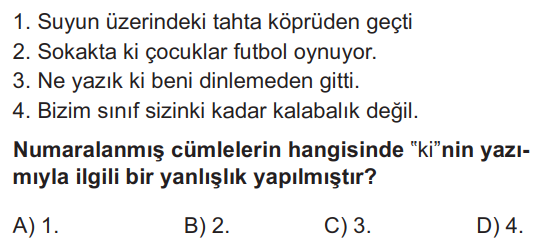 1. Suyun üzerindeki tahta köprüden geçti
2. Sokakta ki çocuklar futbol oynuyor.
3. Ne yazık ki beni dinlemeden gitti.
4. Bizim sınıf sizinki kadar kalabalık değil.
Numaralanmış cümlelerin hangisinde "ki”nin yazı-
mıyla ilgili bir yanlışlık yapılmıştır?
A) 1. B) 2. C) 3. D) 4.